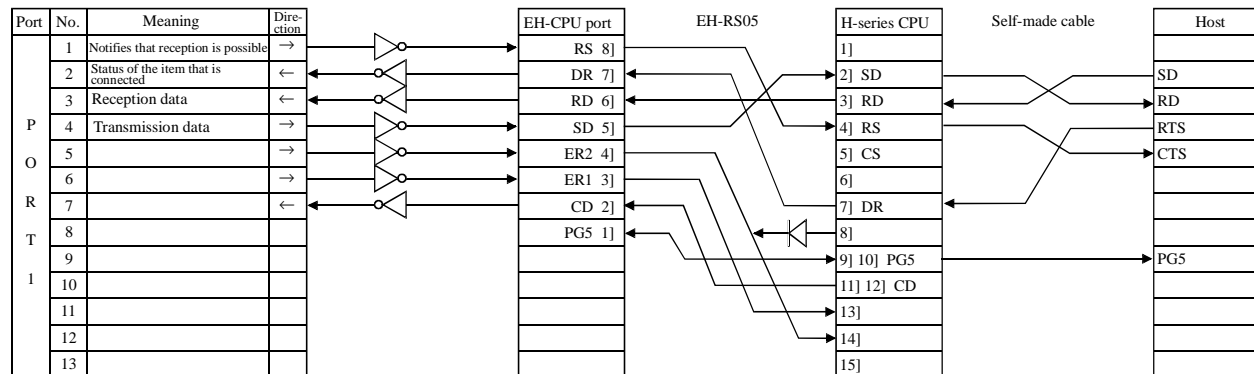 Port No. Meaning Dire-ction EH-CPU port EH-RS05 H-series CPU Self-made cable Host
1 Notifies that reception is possible → RS 8] 1]
2 Status of the item that is connected ← DR 7] 2] SD SD
3 Reception data ← RD 6] 3] RD RD
P 4 Transmission data → SD 5] 4] RS RTS
O 5 → ER2 4] 5] CS CTS
6 → ER1 3] 6]
R 7 ← CD 2] 7] DR
T 8 PG5 1] 8]
9 9] 10] PG5 PG5
1 10 11] 12] CD
11 13]
12 14]
13 15]